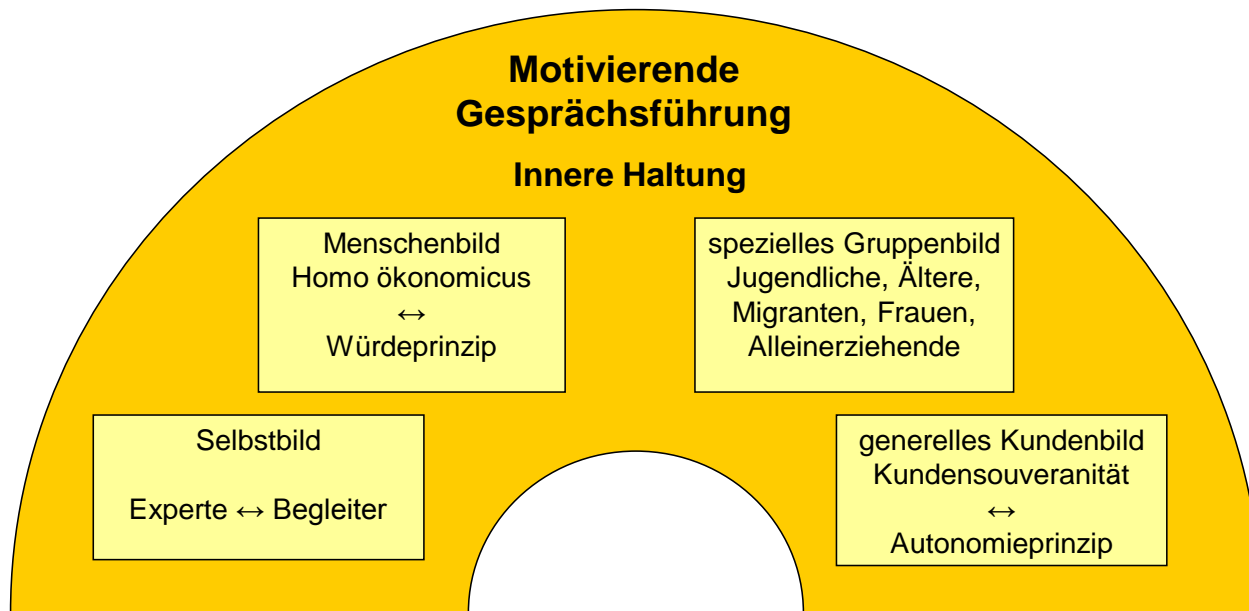 Motivierende
Gesprächsführung
Innere Haltung
Menschenbild
Homo ökonomicus
↔
Würdeprinzip
spezielles Gruppenbild
Jugendliche, Ältere,
Migranten, Frauen,
Alleinerziehende
Selbstbild
Experte ↔ Begleiter
generelles Kundenbild
Kundensouveranität
↔
Autonomieprinzip